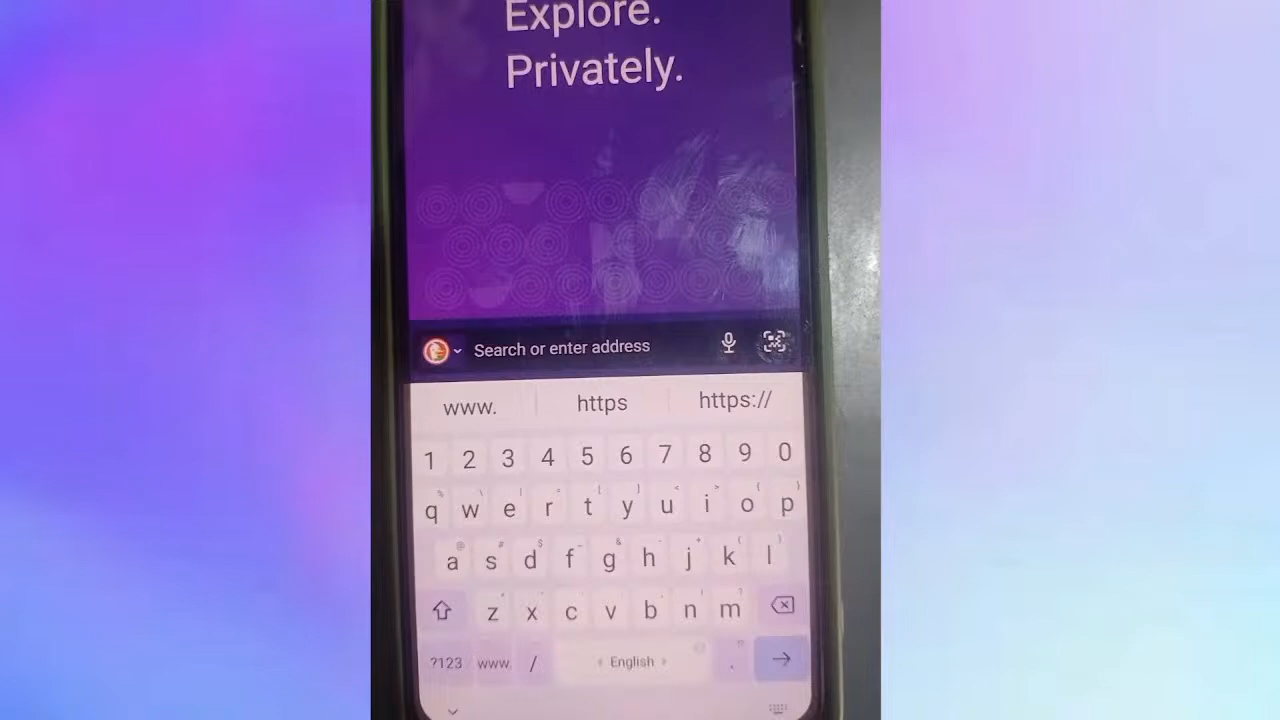 Explore.
Privately.
Search or enter address
www. https https://
1 2 3 4 5 6 7 8 9 0
q w e r t y u i o p
a s d f g h j k l
z x c v b n m
?123 www. / English .